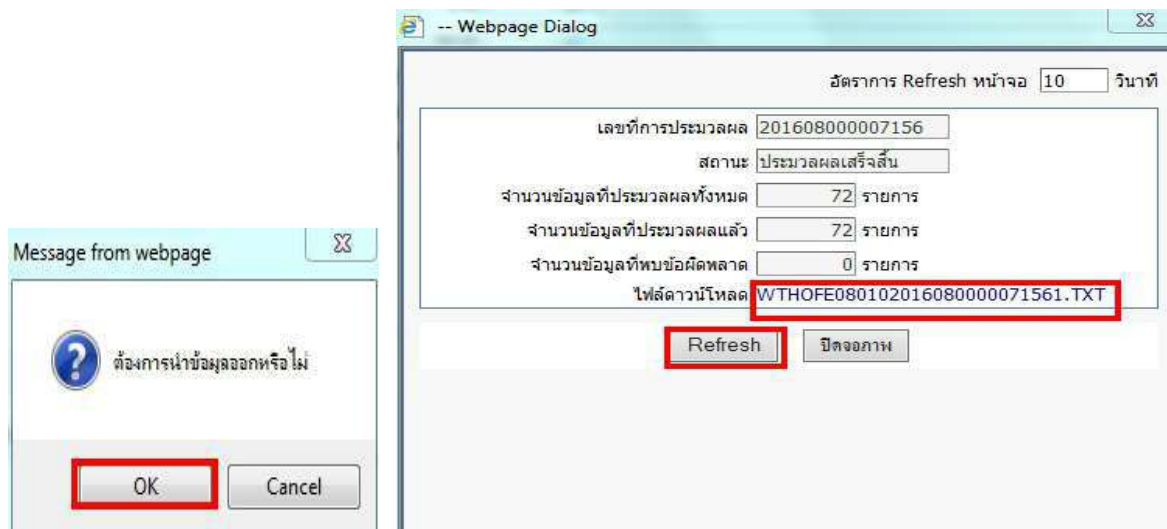 -- Webpage Dialog
อัตราการ Refresh หน้าจอ 10 วินาที
เลขที่การประมวลผล 201608000007156
สถานะ ประมวลผลเสร็จสิ้น
จำนวนข้อมูลที่ประมวลผลทั้งหมด 72 รายการ
จำนวนข้อมูลที่ประมวลผลแล้ว 72 รายการ
จำนวนข้อมูลที่พบข้อผิดพลาด 0 รายการ
ไฟล์ดาวน์โหลด WTHOFE080102016080000071561.TXT
Refresh ปิดจอภาพ
Message from webpage
ต้องการนำข้อมูลออกหรือไม่
OK Cancel